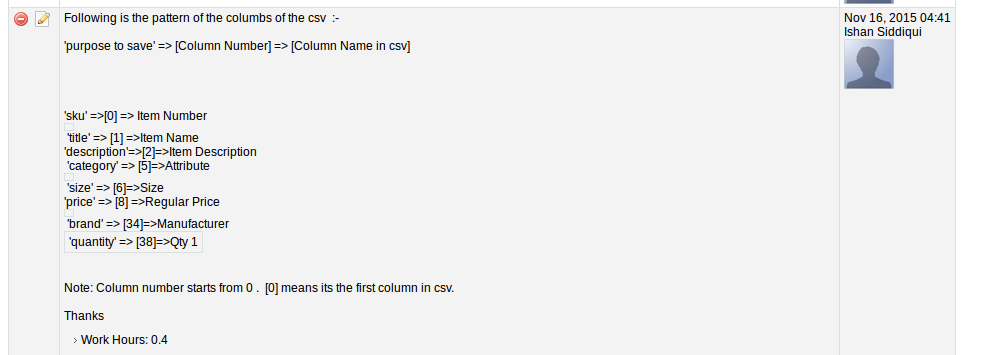 Following is the pattern of the columbs of the csv :-
Nov 16, 2015 04:41
Ishan Siddiqui
'purpose to save' => [Column Number] => [Column Name in csv]
'sku' =>[0] => Item Number
'title' => [1] =>Item Name
'description'=>[2]=>Item Description
'category' => [5]=>Attribute
'size' => [6]=>Size
'price' => [8] =>Regular Price
'brand' => [34]=>Manufacturer
'quantity' => [38]=>Qty 1
Note: Column number starts from 0 . [0] means its the first column in csv.
Thanks
› Work Hours: 0.4